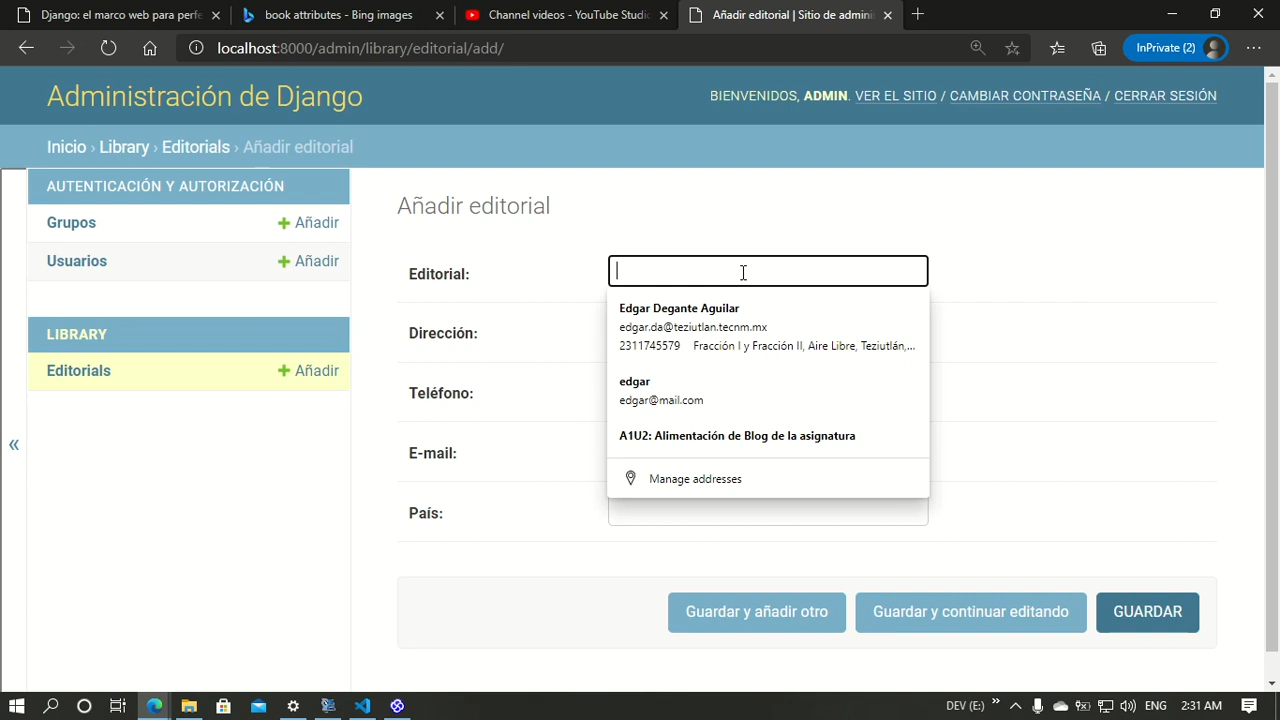 Django: el marco web para perfe
book attributes - Bing images
Channel videos - YouTube Studio
Añadir editorial | Sitio de admini
localhost:8000/admin/library/editorial/add/
InPrivate (2)
Administración de Django
BIENVENIDOS, ADMIN. VER EL SITIO / CAMBIAR CONTRASEÑA / CERRAR SESIÓN
Inicio › Library › Editorials › Añadir editorial
AUTENTICACIÓN Y AUTORIZACIÓN
Grupos Añadir
Usuarios Añadir
LIBRARY
Editorials Añadir
«
Añadir editorial
Editorial:
Dirección:
Teléfono:
E-mail:
País:
Edgar Degante Aguilar
edgar.da@teziutlan.tecnm.mx
2311745579 Fracción I y Fracción II, Aire Libre, Teziutlán,...
edgar
edgar@mail.com
A1U2: Alimentación de Blog de la asignatura
Manage addresses
Guardar y añadir otro
Guardar y continuar editando
GUARDAR
DEV (E:) » ENG 2:31 AM